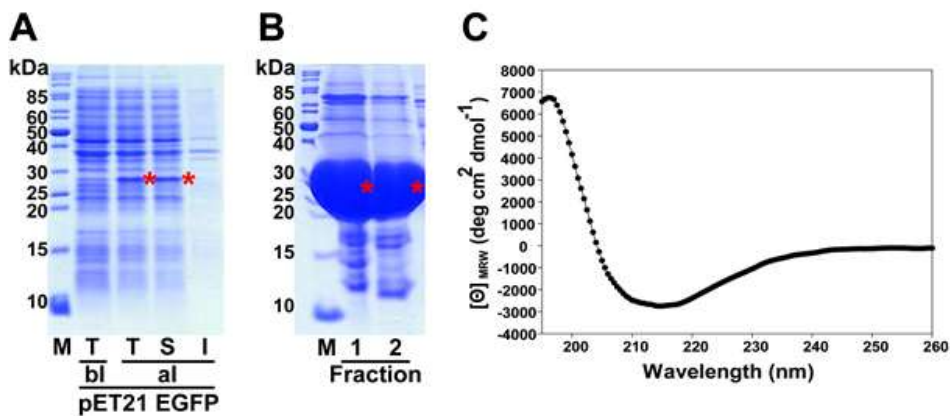 A
kDa
85
60
50
40
30
25
20
15
10
M T T S I
bI aI
pET21 EGFP
B
kDa
85
60
50
40
30
25
20
15
10
M 1 2
Fraction
C
7000
6000
5000
4000
3000
2000
1000
0
-1000
-2000
-3000
-4000
[Θ] MRW (deg cm2 dmol-1)
200 210 220 230 240 250 260
Wavelength (nm)